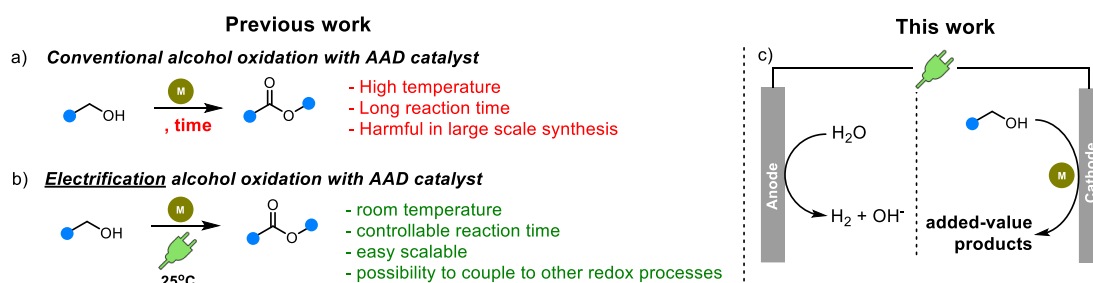 Previous work
a) Conventional alcohol oxidation with AAD catalyst
OH
M
, time
O
O
- High temperature
- Long reaction time
- Harmful in large scale synthesis
b) Electrification alcohol oxidation with AAD catalyst
OH
M
25°C
O
O
- room temperature
- controllable reaction time
- easy scalable
- possibility to couple to other redox processes
This work
c)
Anode
H2O
H2 + OH-
OH
M
added-value
products
Cathode